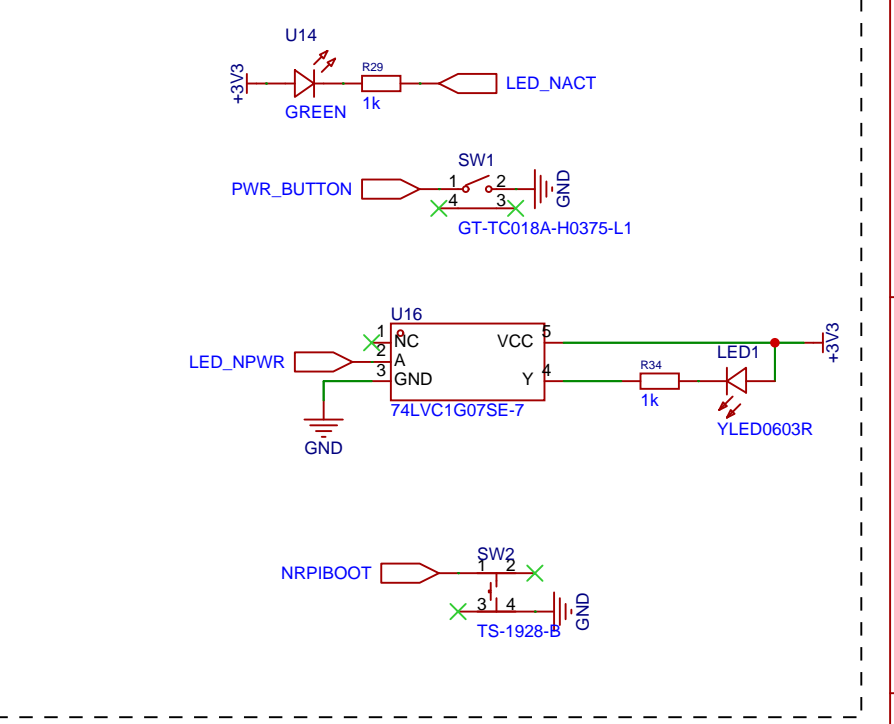 U14
+3V3
R29
LED_NACT
GREEN
1k
SW1
PWR_BUTTON
1
2
GND
4
3
GT-TC018A-H0375-L1
U16
1
NC
VCC
5
+3V3
LED_NPWR
2
A
LED1
3
GND
Y
4
R34
1k
74LVC1G07SE-7
YLED0603R
GND
SW2
NRPIBOOT
1
2
3
4
GND
TS-1928-B